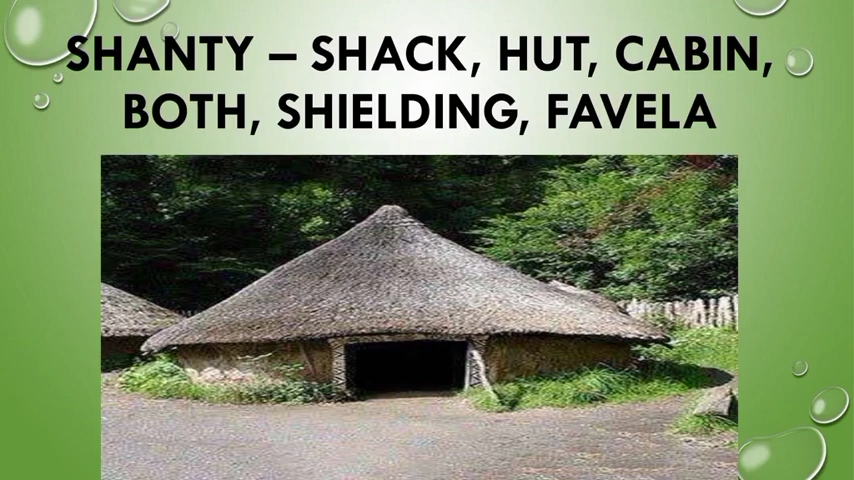 SHANTY – SHACK, HUT, CABIN,
BOTH, SHIELDING, FAVELA